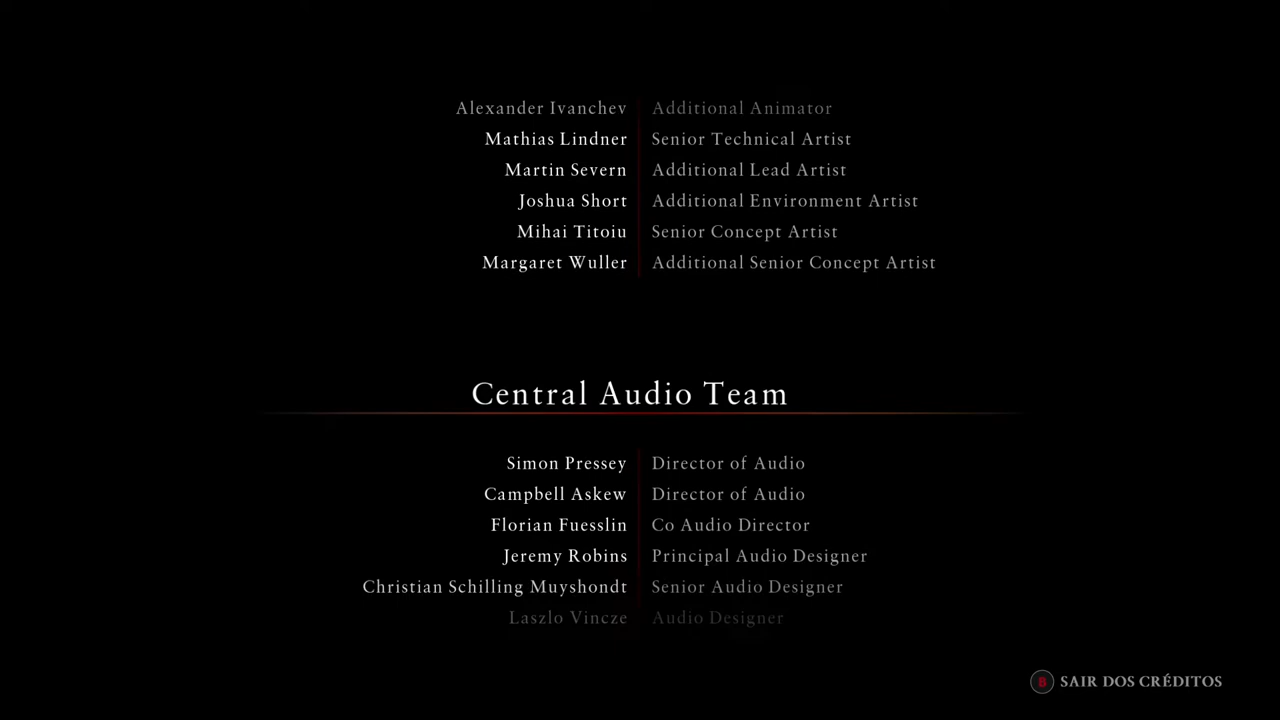 Alexander Ivanchev Additional Animator
Mathias Lindner Senior Technical Artist
Martin Severn Additional Lead Artist
Joshua Short Additional Environment Artist
Mihai Titoiu Senior Concept Artist
Margaret Wuller Additional Senior Concept Artist
Central Audio Team
Simon Pressey Director of Audio
Campbell Askew Director of Audio
Florian Fuesslin Co Audio Director
Jeremy Robins Principal Audio Designer
Christian Schilling Muyshondt Senior Audio Designer
Laszlo Vincze Audio Designer
B SAIR DOS CRÉDITOS